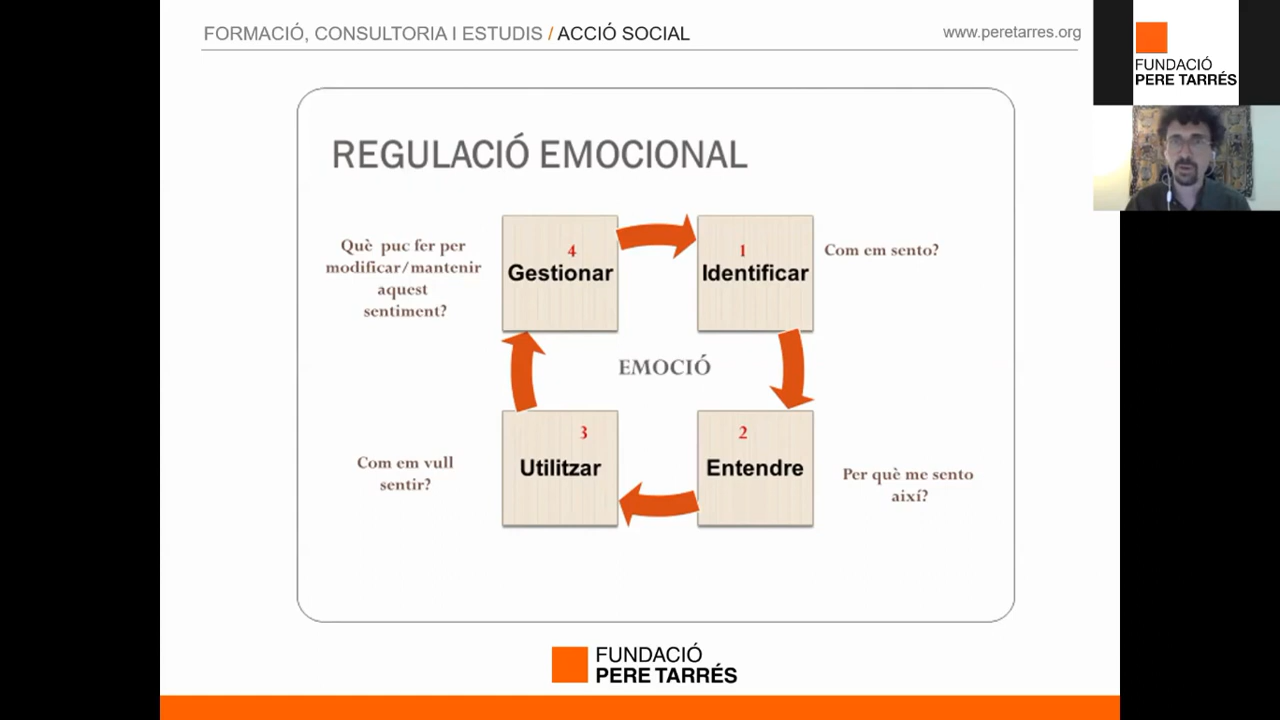 FORMACIÓ, CONSULTORIA I ESTUDIS / ACCIÓ SOCIAL
www.peretarres.org
FUNDACIÓ
PERE TARRÉS
REGULACIÓ EMOCIONAL
Què puc fer per
modificar/mantenir
aquest
sentiment?
4
Gestionar
1
Identificar
Com em sento?
EMOCIÓ
Com em vull
sentir?
3
Utilitzar
2
Entendre
Per què me sento
així?
FUNDACIÓ
PERE TARRÉS